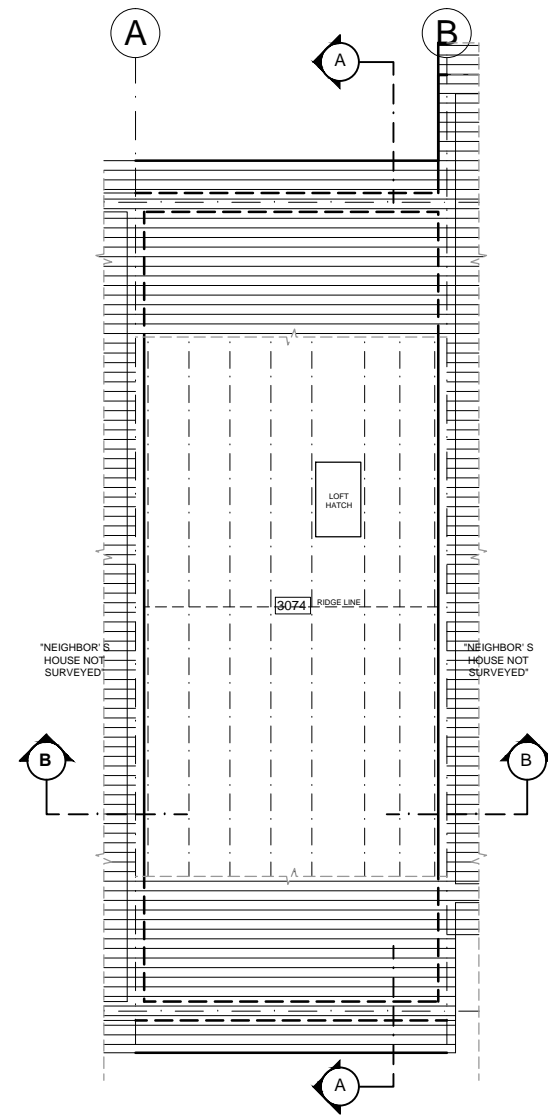 A
B
A
LOFT
HATCH
3074
RIDGE LINE
"NEIGHBOR' S
HOUSE NOT
SURVEYED"
"NEIGHBOR' S
HOUSE NOT
SURVEYED"
B
B
A